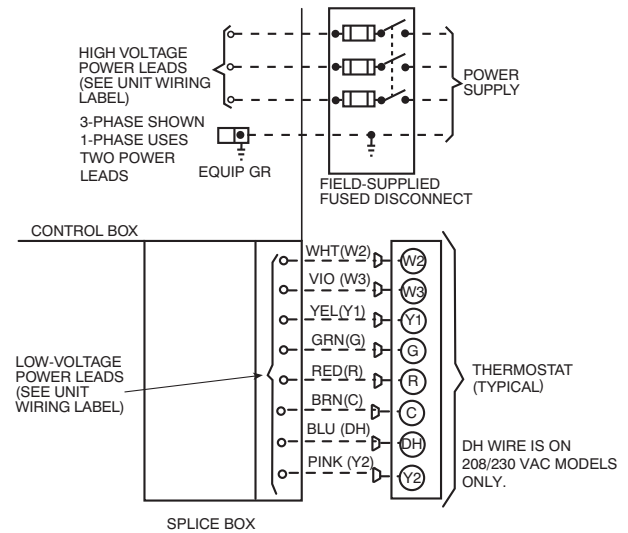 HIGH VOLTAGE
POWER LEADS
(SEE UNIT WIRING
LABEL)
POWER
SUPPLY
3-PHASE SHOWN
1-PHASE USES
TWO POWER
LEADS
EQUIP GR
FIELD-SUPPLIED
FUSED DISCONNECT
CONTROL BOX
WHT(W2)
W2
VIO (W3)
W3
YEL(Y1)
Y1
GRN(G)
G
RED(R)
R
BRN(C)
C
BLU (DH)
DH
PINK (Y2)
Y2
LOW-VOLTAGE
POWER LEADS
(SEE UNIT
WIRING LABEL)
THERMOSTAT
(TYPICAL)
DH WIRE IS ON
208/230 VAC MODELS
ONLY.
SPLICE BOX